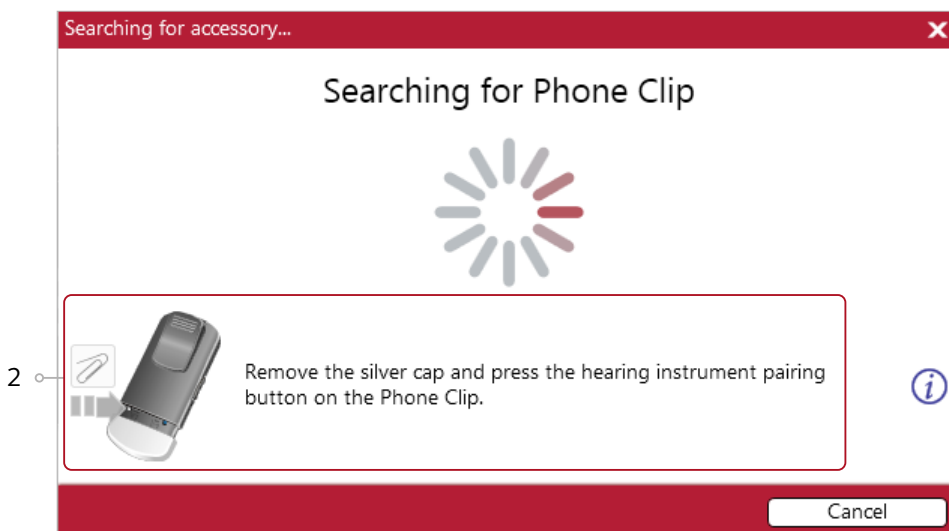 Searching for accessory...
Searching for Phone Clip
2
Remove the silver cap and press the hearing instrument pairing
button on the Phone Clip.
Cancel